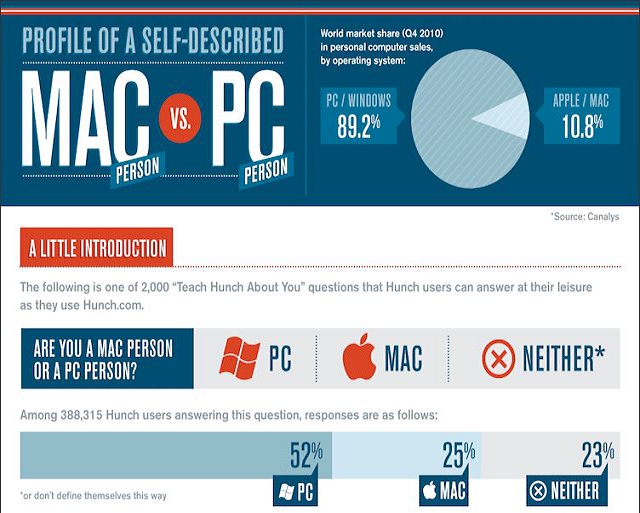 PROFILE OF A SELF-DESCRIBED
MAC VS. PC
PERSON
PERSON
World market share (Q4 2010)
in personal computer sales,
by operating system:
PC / WINDOWS
89.2%
APPLE / MAC
10.8%
*Source: Canalys
A LITTLE INTRODUCTION
The following is one of 2,000 “Teach Hunch About You” questions that Hunch users can answer at their leisure
as they use Hunch.com.
ARE YOU A MAC PERSON
OR A PC PERSON?
PC
MAC
NEITHER*
Among 388,315 Hunch users answering this question, responses are as follows:
52%
25%
23%
PC
MAC
NEITHER
*or don't define themselves this way